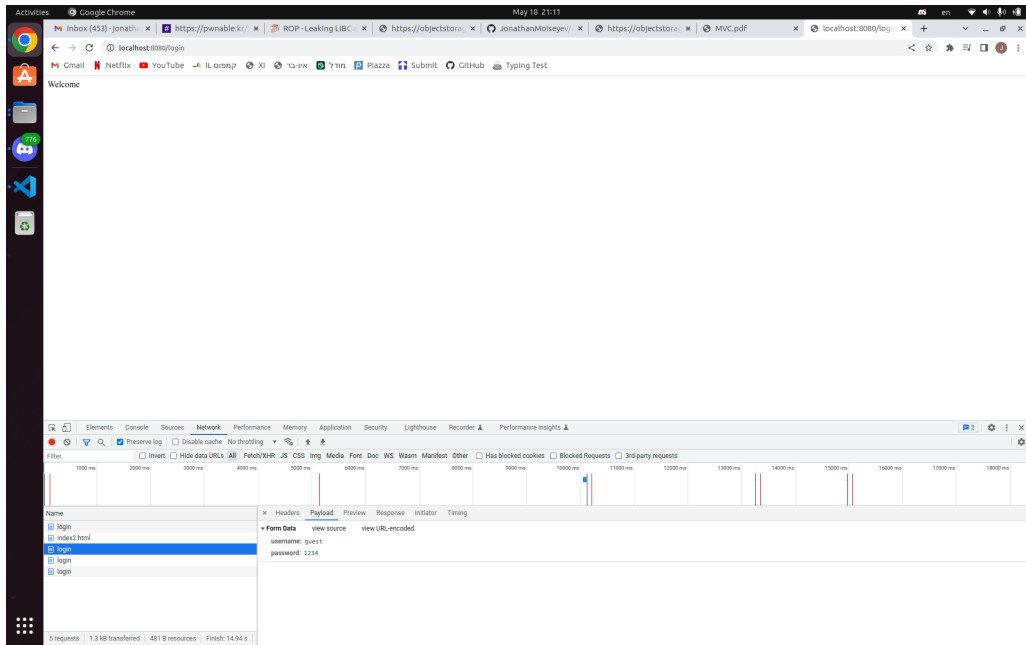 Activities Google Chrome May 18 21:11 en
Inbox (453) - jonatha https://pwnable.kr/ ROP - Leaking LIBC a https://objectstorag JonathanMoiseyev/ https://objectstorag MVC.pdf localhost:8080/login
localhost:8080/login
Gmail Netflix YouTube קמפוס IL XI אינ-בר מודל Piazza Submit GitHub Typing Test
Welcome
776
Elements Console Sources Network Performance Memory Application Security Lighthouse Recorder Performance insights 2
Preserve log Disable cache No throttling
Filter Invert Hide data URLs All Fetch/XHR JS CSS Img Media Font Doc WS Wasm Manifest Other Has blocked cookies Blocked Requests 3rd-party requests
1000 ms 2000 ms 3000 ms 4000 ms 5000 ms 6000 ms 7000 ms 8000 ms 9000 ms 10000 ms 11000 ms 12000 ms 13000 ms 14000 ms 15000 ms 16000 ms 17000 ms 18000 ms
Name × Headers Payload Preview Response Initiator Timing
login
Form Data view source view URL-encoded
index2.html
username: guest
login
password: 1234
login
login
5 requests 1.3 kB transferred 481 B resources Finish: 14.94 s